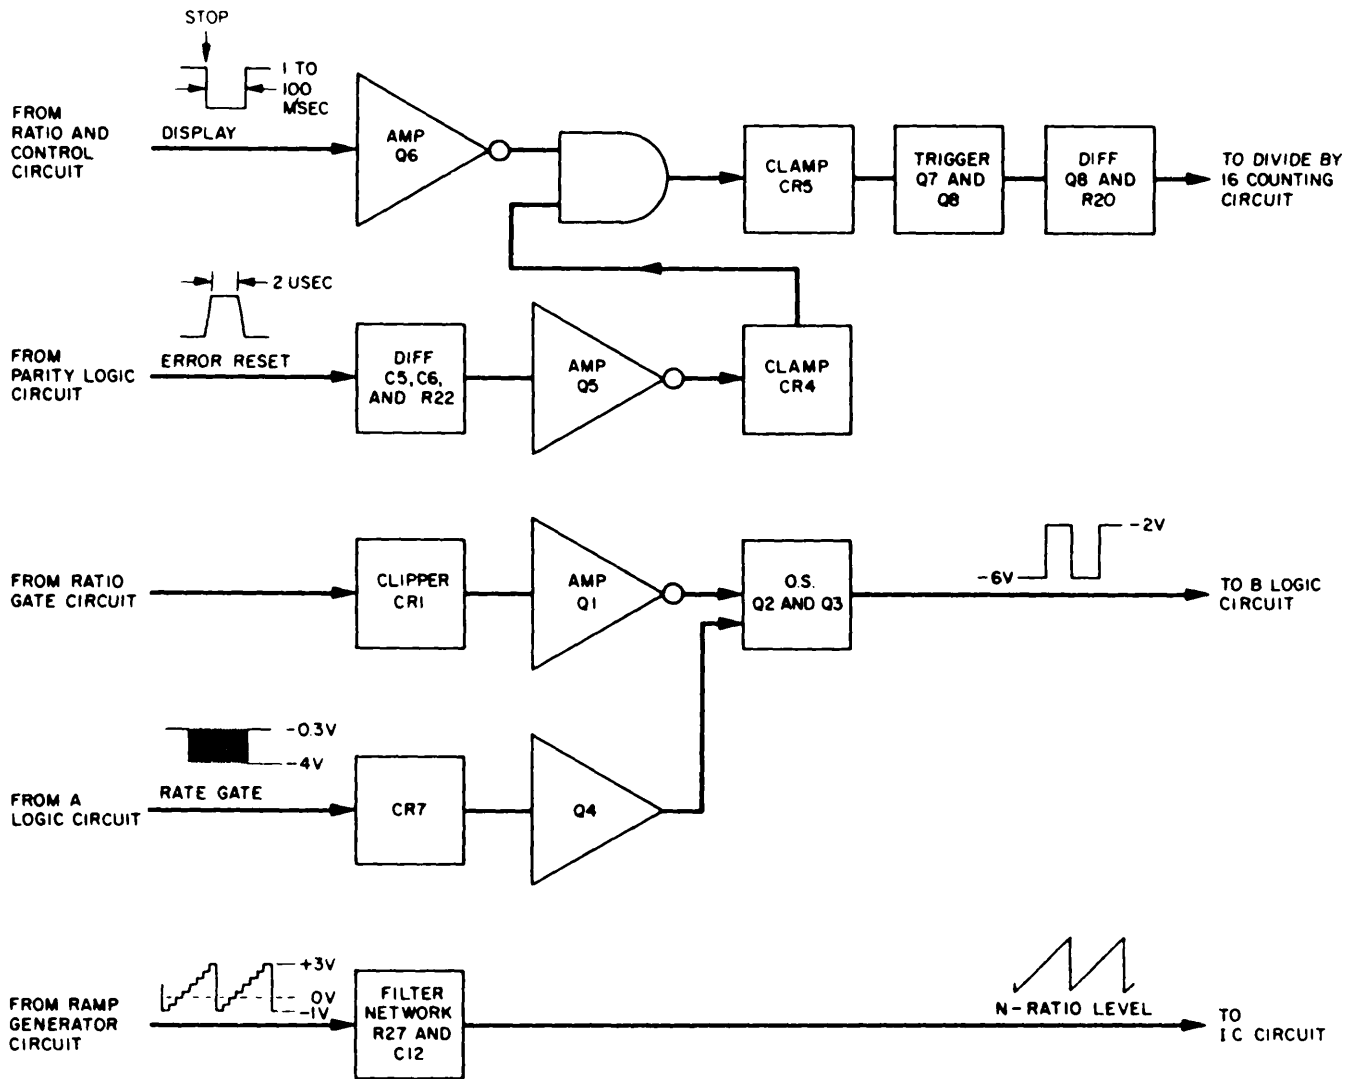 STOP
1 TO
100
M'SEC
FROM
RATIO AND
CONTROL
CIRCUIT
DISPLAY
AMP
Q6
CLAMP
CR5
TRIGGER
Q7 AND
Q8
DIFF
Q8 AND
R20
TO DIVIDE BY
16 COUNTING
CIRCUIT
2 USEC
FROM
PARITY LOGIC
CIRCUIT
ERROR RESET
DIFF
C5, C6,
AND R22
AMP
Q5
CLAMP
CR4
FROM RATIO
GATE CIRCUIT
CLIPPER
CR1
AMP
Q1
O.S.
Q2 AND Q3
-6V
-2V
TO B LOGIC
CIRCUIT
-0.3V
-4V
FROM A
LOGIC CIRCUIT
RATE GATE
CR7
Q4
+3V
0V
-1V
FROM RAMP
GENERATOR
CIRCUIT
FILTER
NETWORK
R27 AND
C12
N-RATIO LEVEL
TO
IC CIRCUIT